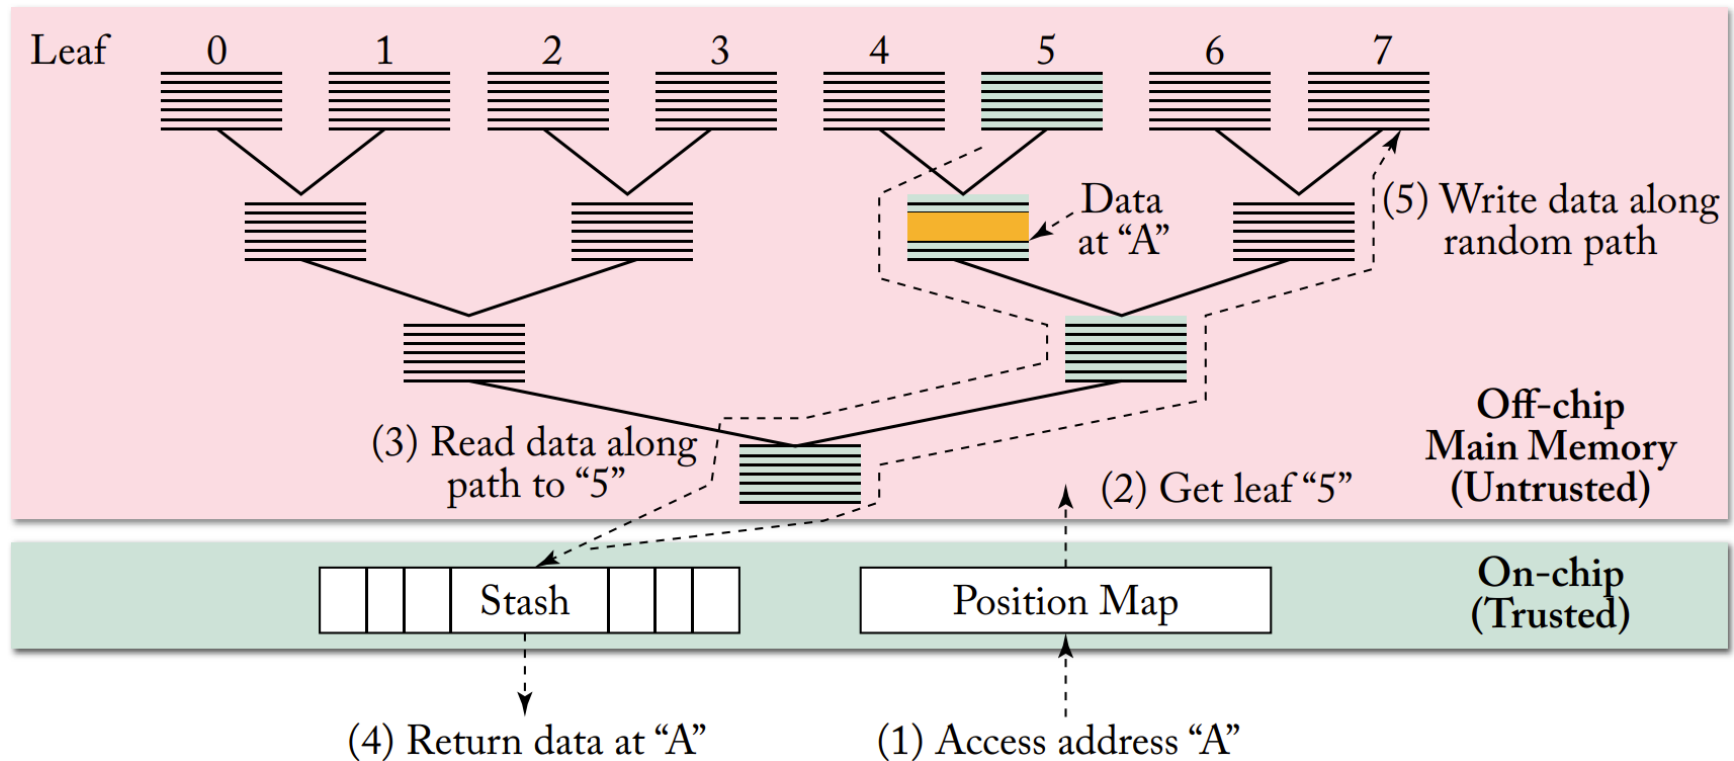 Leaf 0 1 2 3 4 5 6 7
Data
at “A”
(5) Write data along
random path
(3) Read data along
path to “5”
(2) Get leaf “5”
Off-chip
Main Memory
(Untrusted)
Stash
Position Map
On-chip
(Trusted)
(4) Return data at “A”
(1) Access address “A”